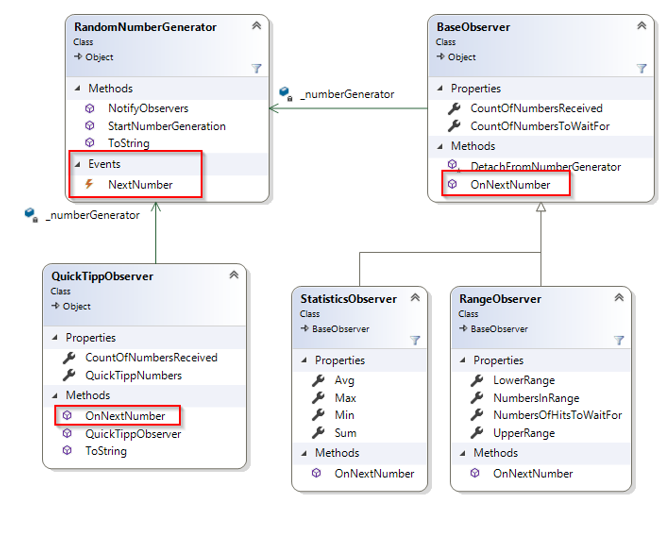 RandomNumberGenerator
Class
Object
Methods
NotifyObservers
StartNumberGeneration
ToString
Events
NextNumber
_numberGenerator
BaseObserver
Class
Object
Properties
CountOfNumbersReceived
CountOfNumbersToWaitFor
Methods
DetachFromNumberGenerator
OnNextNumber
_numberGenerator
QuickTippObserver
Class
Object
Properties
CountOfNumbersReceived
QuickTippNumbers
Methods
OnNextNumber
QuickTippObserver
ToString
StatisticsObserver
Class
BaseObserver
Properties
Avg
Max
Min
Sum
Methods
OnNextNumber
RangeObserver
Class
BaseObserver
Properties
LowerRange
NumbersInRange
NumbersOfHitsToWaitFor
UpperRange
Methods
OnNextNumber